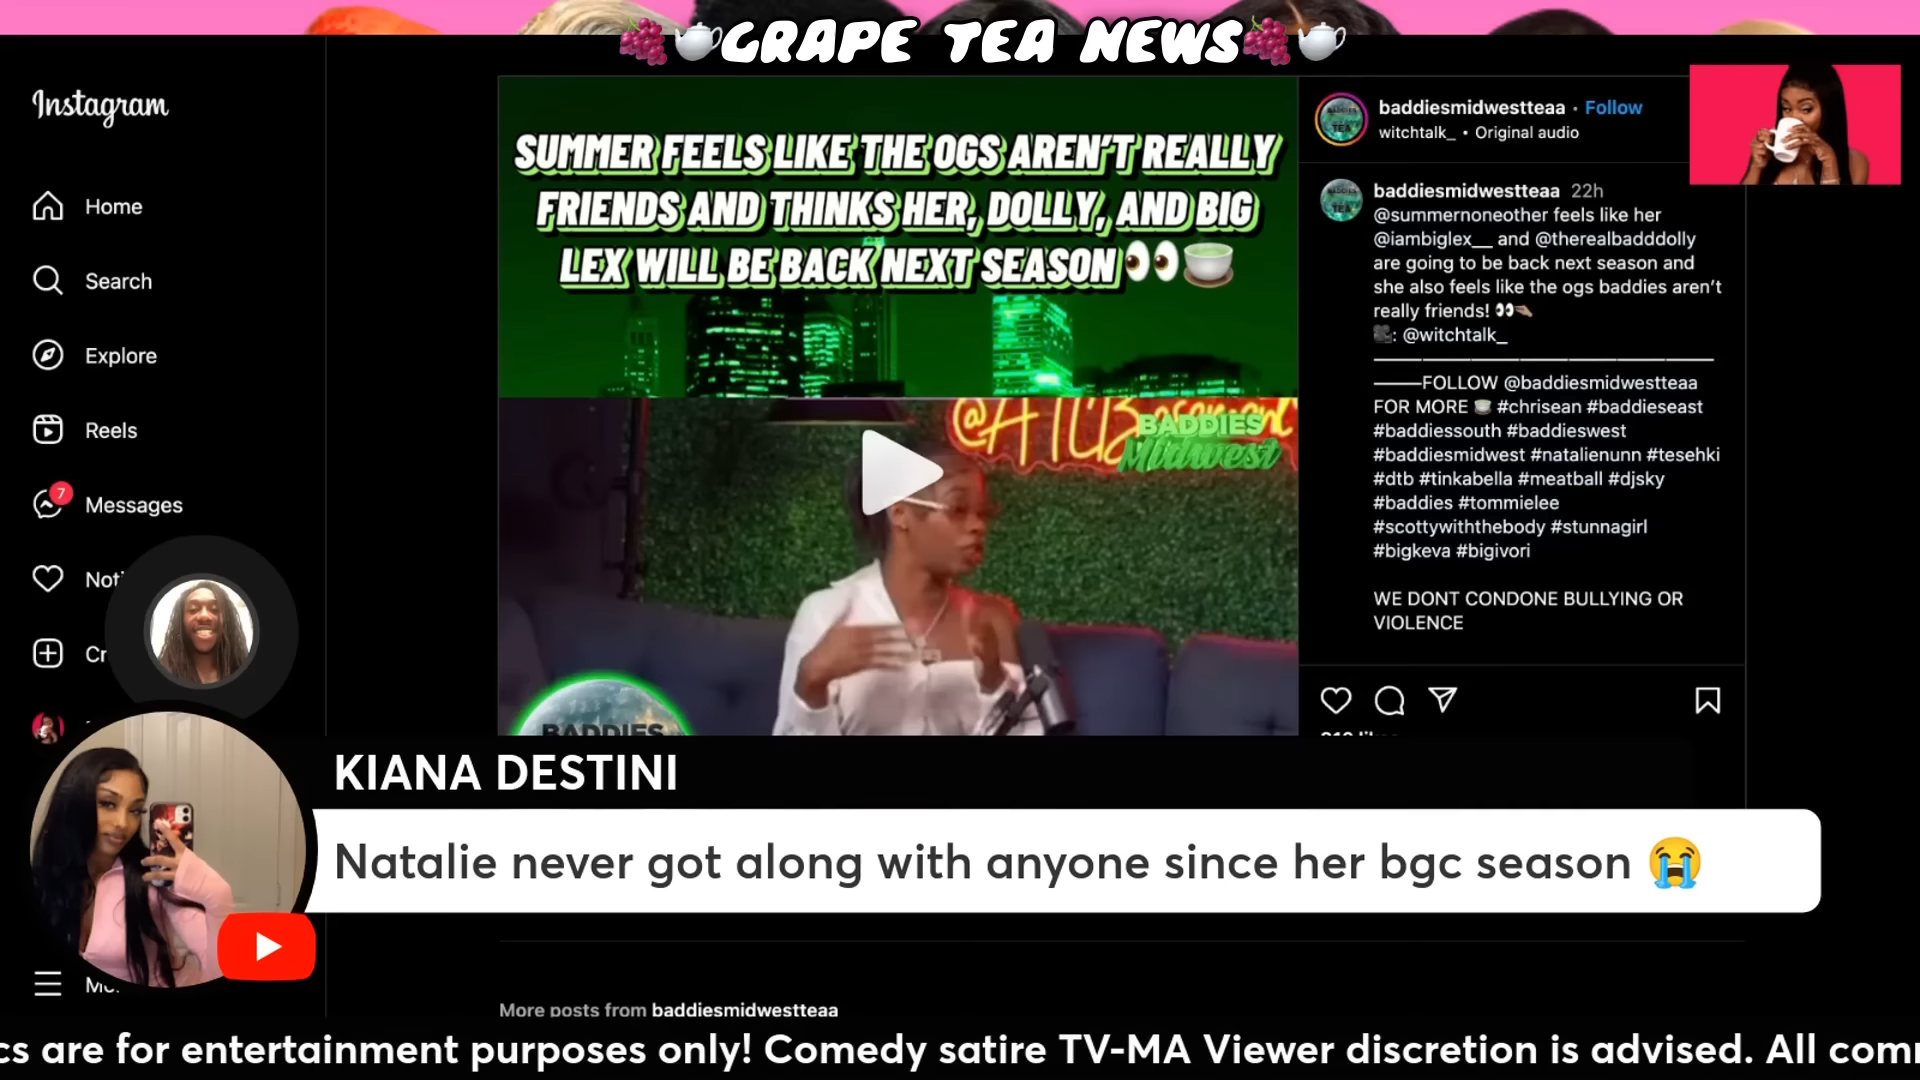 GRAPE TEA NEWS
Instagram
Home
Search
Explore
Reels
7
Messages
SUMMER FEELS LIKE THE OGS AREN'T REALLY
FRIENDS AND THINKS HER, DOLLY, AND BIG
LEX WILL BE BACK NEXT SEASON
BADDIES
Midwest
BADDIES
baddiesmidwestteaa • Follow
witchtalk_ • Original audio
baddiesmidwestteaa 22h
@summernoneother feels like her
@iambiglex__ and @therealbadddolly
are going to be back next season and
she also feels like the ogs baddies aren't
really friends! 👀
: @witchtalk_
———FOLLOW @baddiesmidwestteaa
FOR MORE 🍵 #chrisean #baddieseast
#baddiessouth #baddieswest
#baddiesmidwest #natalienunn #tesehki
#dtb #tinkabella #meatball #djsky
#baddies #tommielee
#scottywiththebody #stunnagirl
#bigkeva #bigivori
WE DONT CONDONE BULLYING OR
VIOLENCE
KIANA DESTINI
Natalie never got along with anyone since her bgc season 😭
More posts from baddiesmidwestteaa
are for entertainment purposes only! Comedy satire TV-MA Viewer discretion is advised. All